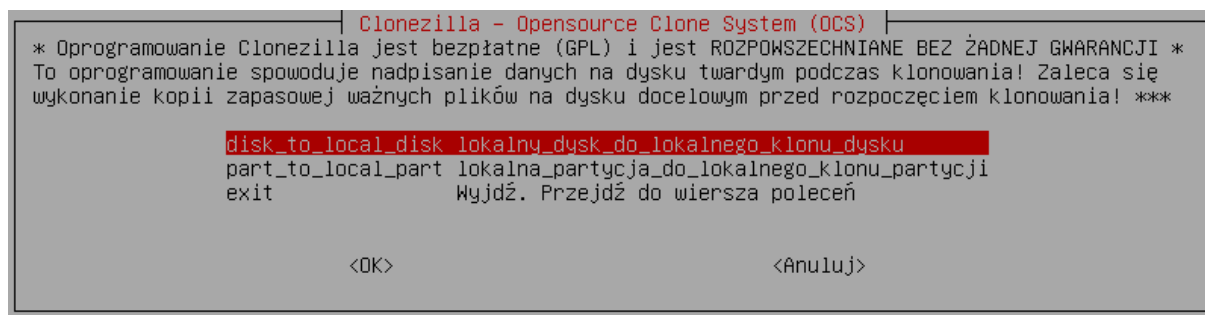 Clonezilla - Opensource Clone System (OCS)
* Oprogramowanie Clonezilla jest bezpłatne (GPL) i jest ROZPOWSZECHNIANE BEZ ŻADNEJ GWARANCJI *
To oprogramowanie spowoduje nadpisanie danych na dysku twardym podczas klonowania! Zaleca się
wykonanie kopii zapasowej ważnych plików na dysku docelowym przed rozpoczęciem klonowania! ***
disk_to_local_disk lokalny_dysk_do_lokalnego_klonu_dysku
part_to_local_part lokalna_partycja_do_lokalnego_klonu_partycji
exit Wyjdź. Przejdź do wiersza poleceń
<OK> <Anuluj>